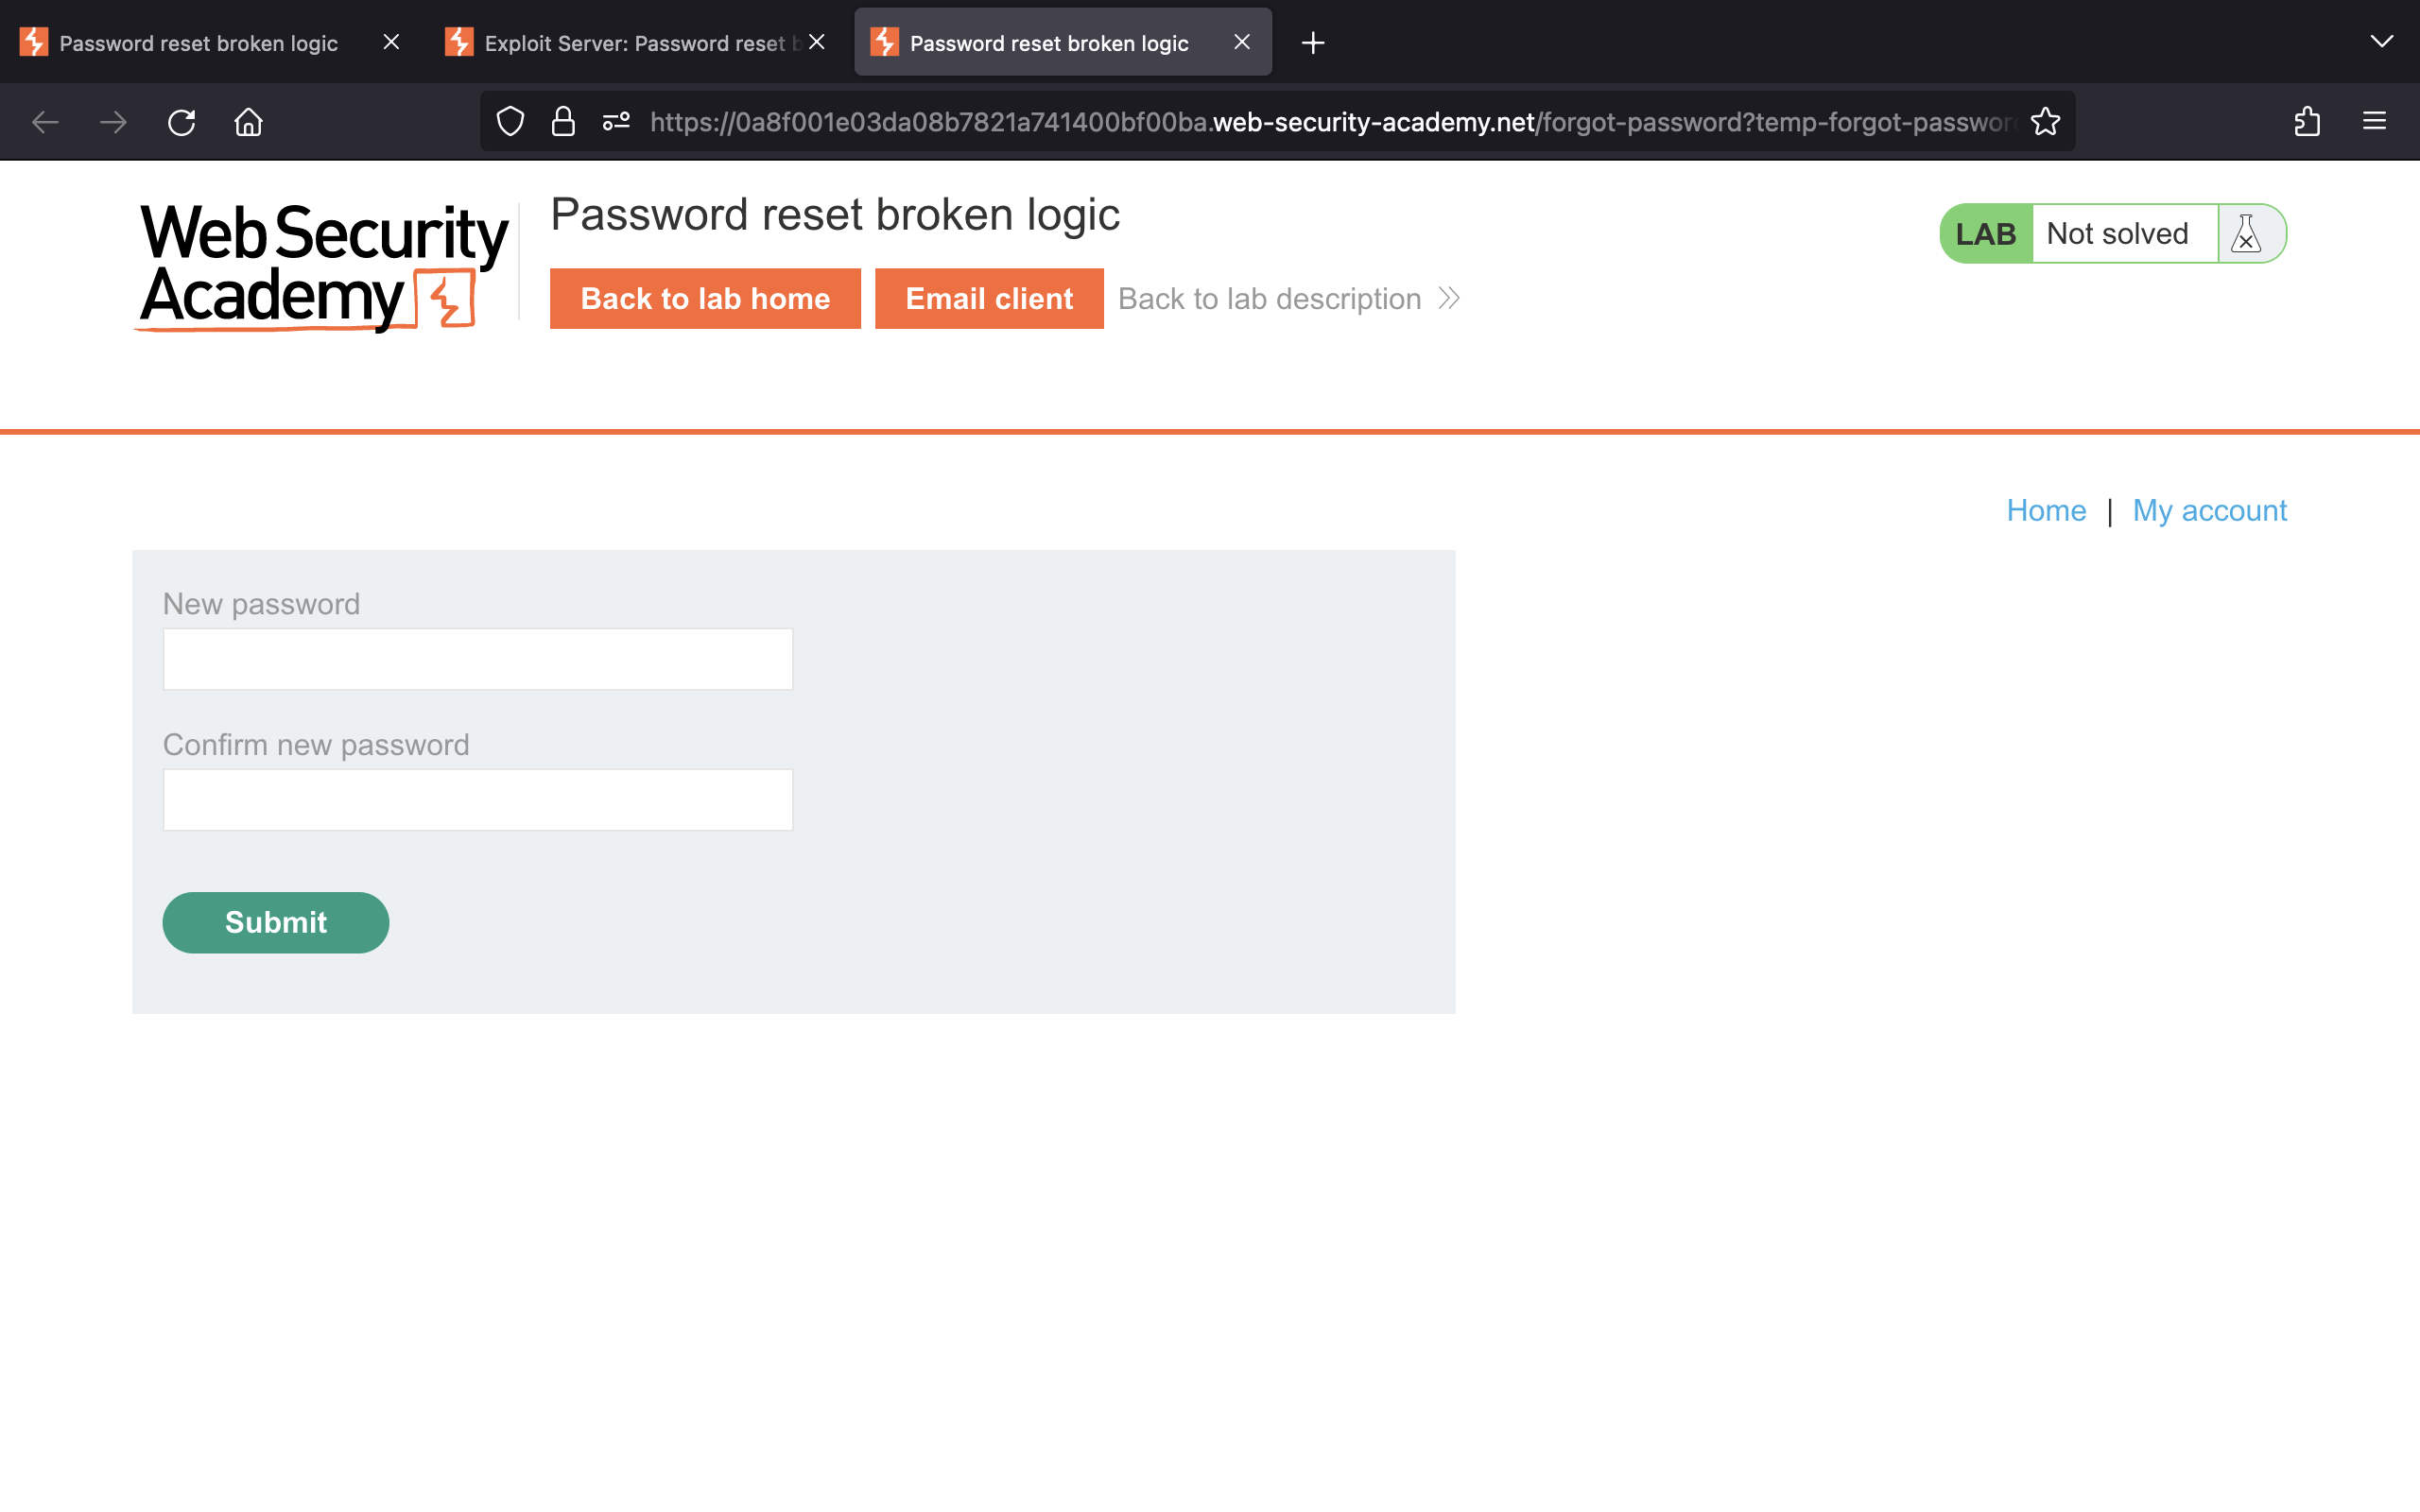 Password reset broken logic
Exploit Server: Password reset
Password reset broken logic
https://0a8f001e03da08b7821a741400bf00ba.web-security-academy.net/forgot-password?temp-forgot-passwor
Web Security
Academy
Password reset broken logic
Back to lab home
Email client
Back to lab description
LAB
Not solved
Home | My account
New password
Confirm new password
Submit